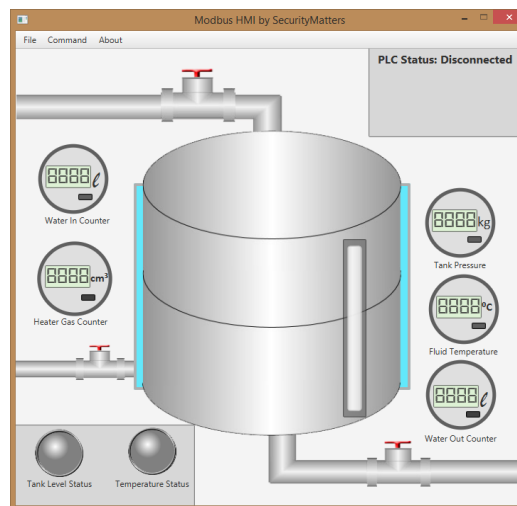 Modbus HMI by SecurityMatters
File Command About
PLC Status: Disconnected
8888 ℓ
Water In Counter
8888 kg
Tank Pressure
8888 cm³
Heater Gas Counter
8888 ºC
Fluid Temperature
8888 ℓ
Water Out Counter
Tank Level Status
Temperature Status